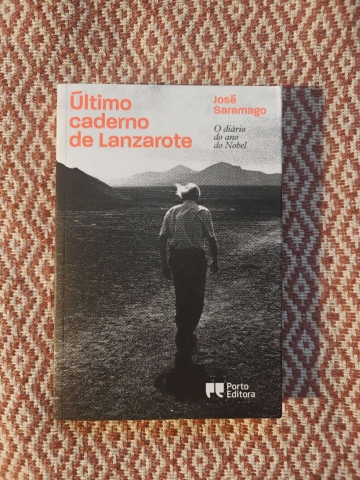 Último
caderno
de Lanzarote
José
Saramago
O diário
do ano
do Nobel
Porto
Editora